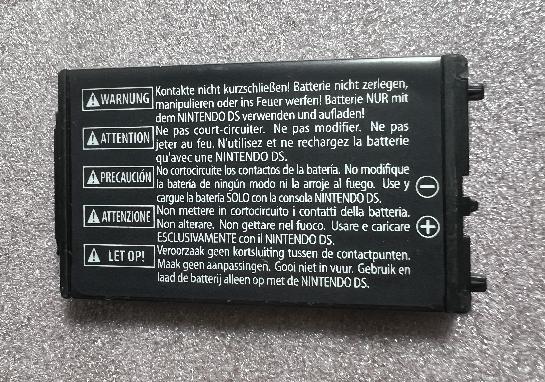 ⚠WARNUNG Kontakte nicht kurzschließen! Batterie nicht zerlegen,
manipulieren oder ins Feuer werfen! Batterie NUR mit
dem NINTENDO DS verwenden und aufladen!
⚠ATTENTION Ne pas court-circuiter. Ne pas modifier. Ne pas
jeter au feu. N'utilisez et ne rechargez la batterie
qu'avec une NINTENDO DS.
⚠PRECAUCIÓN No cortocircuite los contactos de la batería. No modifique
la batería de ningún modo ni la arroje al fuego. Use y
cargue la batería SOLO con la consola NINTENDO DS.
⚠ATTENZIONE Non mettere in cortocircuito i contatti della batteria.
Non alterare. Non gettare nel fuoco. Usare e caricare
ESCLUSIVAMENTE con il NINTENDO DS.
⚠LET OP! Veroorzaak geen kortsluiting tussen de contactpunten.
Maak geen aanpassingen. Gooi niet in vuur. Gebruik en
laad de batterij alleen op met de NINTENDO DS.
−
+